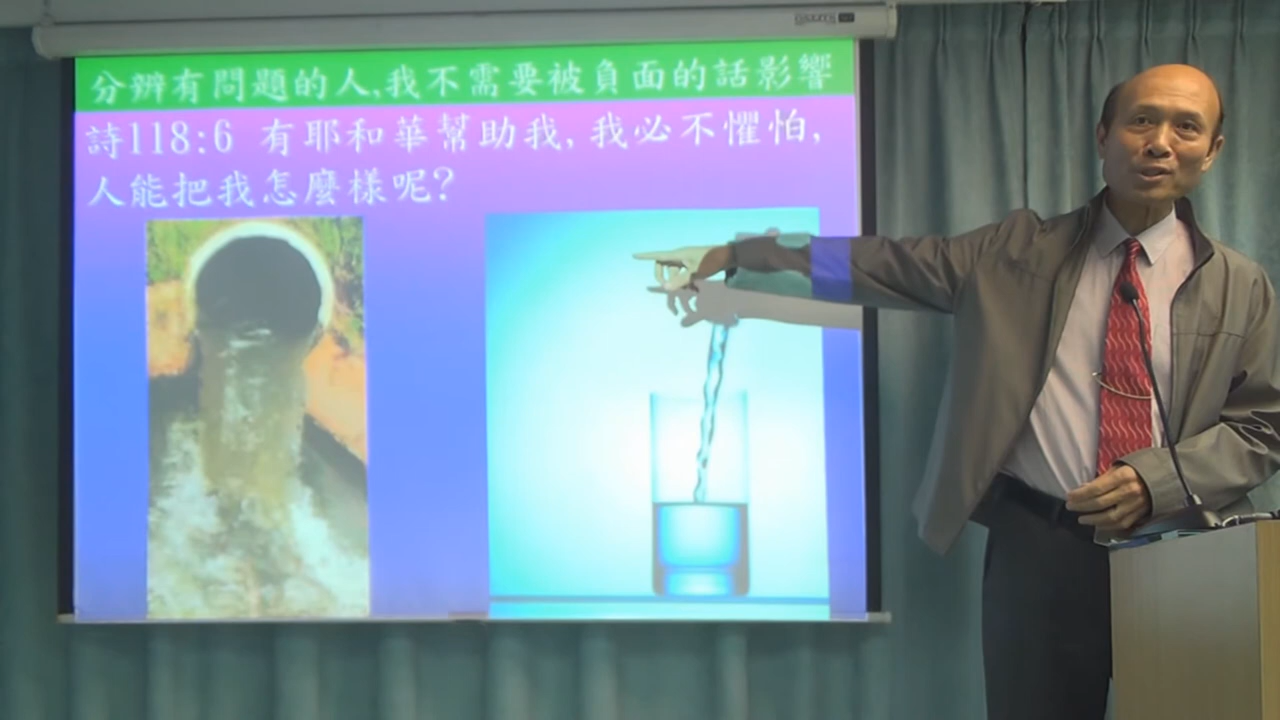 分辨有問題的人,我不需要被負面的話影響
詩118:6 有耶和華幫助我,我必不懼怕,
人能把我怎麼樣呢?